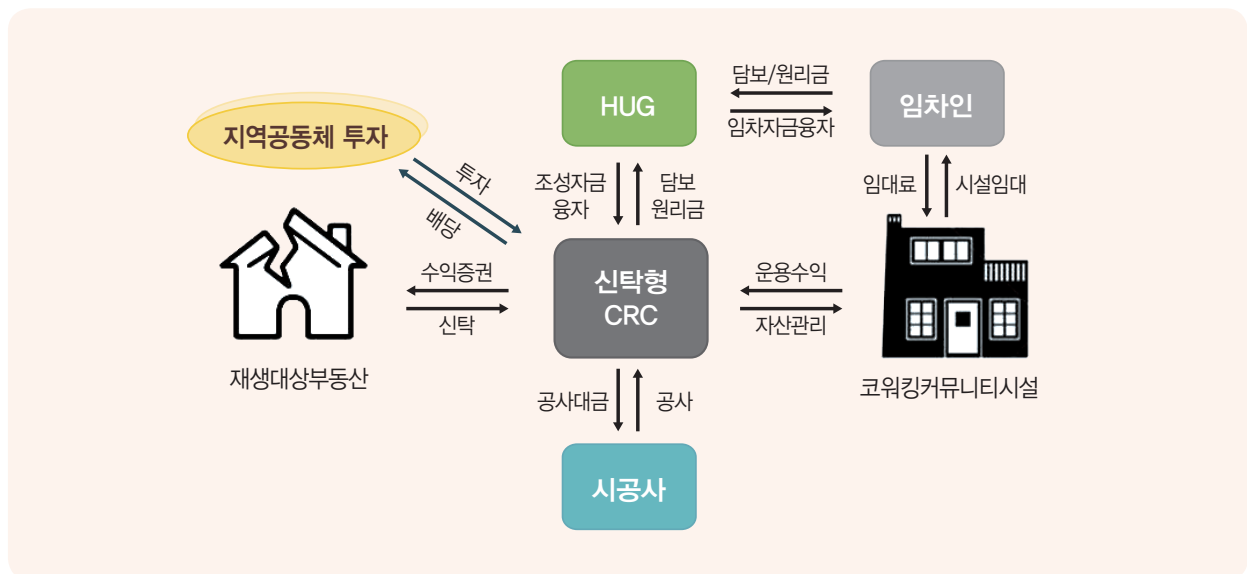 HUG
담보/원리금
임차자금융자
임차인
지역공동체 투자
투자
배당
조성자금
융자
담보
원리금
임대료
시설임대
수익증권
신탁
신탁형
CRC
운용수익
자산관리
재생대상부동산
코워킹커뮤니티시설
공사대금
공사
시공사